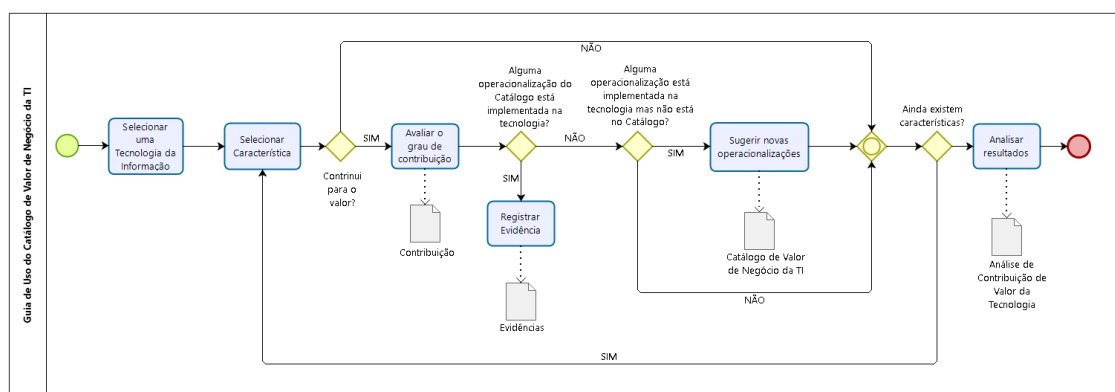 Guia de Uso do Catálogo de Valor de Negócio da TI
Selecionar
uma
Tecnologia da
Informação
Selecionar
Característica
Contrinui
para o
valor?
NÃO
SIM
Avaliar o
grau de
contribuição
Contribuição
Alguma
operacionalização do
Catálogo está
implementada na
tecnologia?
NÃO
SIM
Registrar
Evidência
Evidências
Alguma
operacionalização está
implementada na
tecnologia mas não está
no Catálogo?
SIM
NÃO
Sugerir novas
operacionalizações
Catálogo de Valor
de Negócio da TI
Ainda existem
características?
SIM
Analisar
resultados
Análise de
Contribuição de
Valor da
Tecnologia